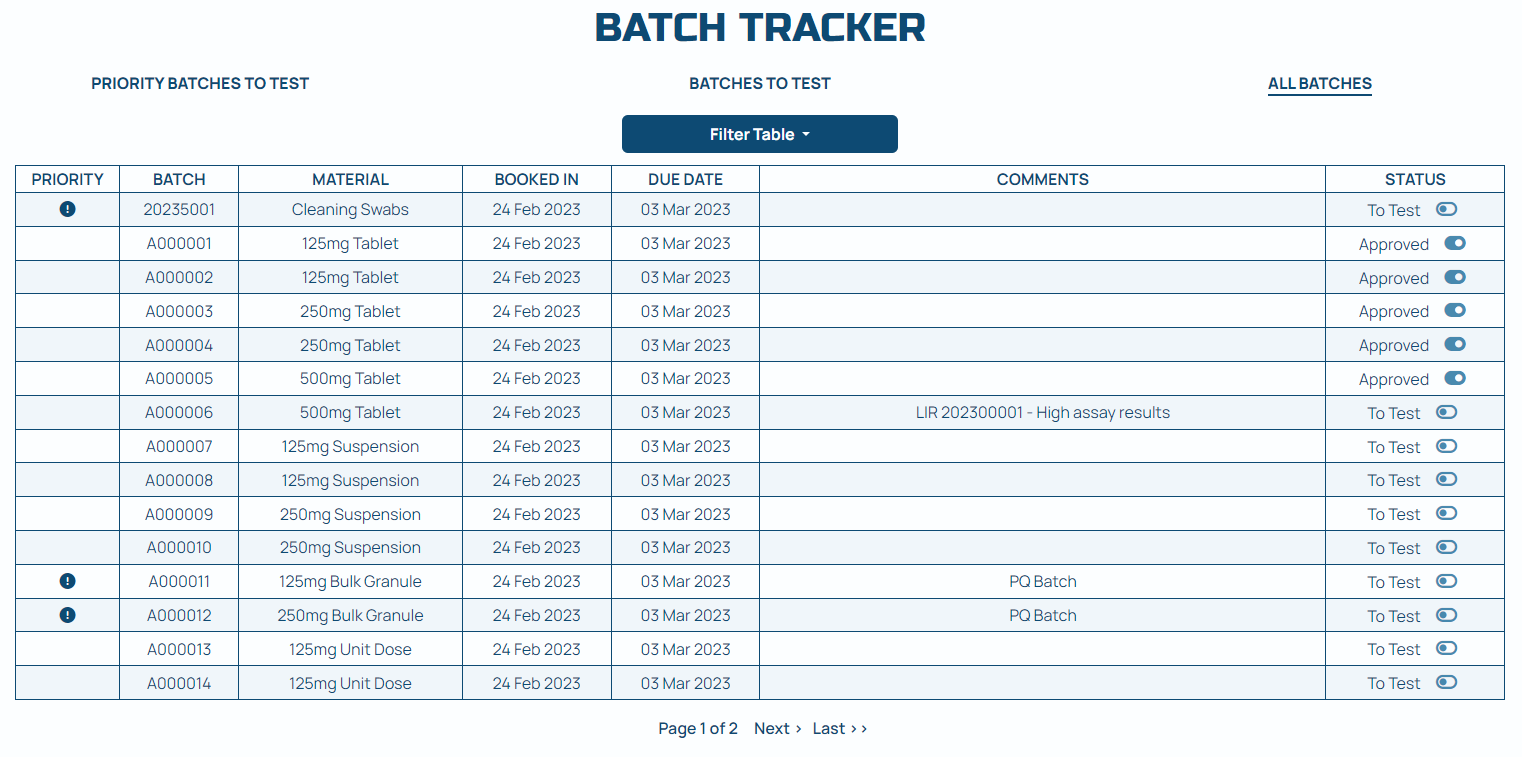 BATCH TRACKER
PRIORITY BATCHES TO TEST BATCHES TO TEST ALL BATCHES
Filter Table
PRIORITY BATCH MATERIAL BOOKED IN DUE DATE COMMENTS STATUS
20235001 Cleaning Swabs 24 Feb 2023 03 Mar 2023 To Test
A000001 125mg Tablet 24 Feb 2023 03 Mar 2023 Approved
A000002 125mg Tablet 24 Feb 2023 03 Mar 2023 Approved
A000003 250mg Tablet 24 Feb 2023 03 Mar 2023 Approved
A000004 250mg Tablet 24 Feb 2023 03 Mar 2023 Approved
A000005 500mg Tablet 24 Feb 2023 03 Mar 2023 Approved
A000006 500mg Tablet 24 Feb 2023 03 Mar 2023 LIR 202300001 - High assay results To Test
A000007 125mg Suspension 24 Feb 2023 03 Mar 2023 To Test
A000008 125mg Suspension 24 Feb 2023 03 Mar 2023 To Test
A000009 250mg Suspension 24 Feb 2023 03 Mar 2023 To Test
A000010 250mg Suspension 24 Feb 2023 03 Mar 2023 To Test
A000011 125mg Bulk Granule 24 Feb 2023 03 Mar 2023 PQ Batch To Test
A000012 250mg Bulk Granule 24 Feb 2023 03 Mar 2023 PQ Batch To Test
A000013 125mg Unit Dose 24 Feb 2023 03 Mar 2023 To Test
A000014 125mg Unit Dose 24 Feb 2023 03 Mar 2023 To Test
Page 1 of 2 Next › Last ››